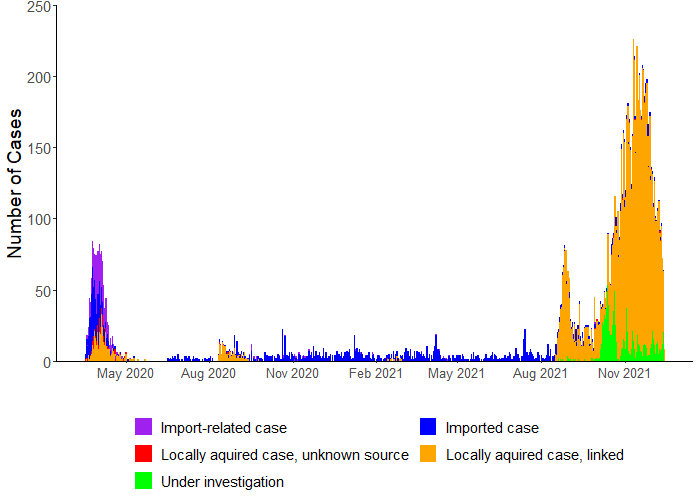 250
200
150
100
50
0
Number of Cases
May 2020 Aug 2020 Nov 2020 Feb 2021 May 2021 Aug 2021 Nov 2021
Import-related case Imported case
Locally aquired case, unknown source Locally aquired case, linked
Under investigation